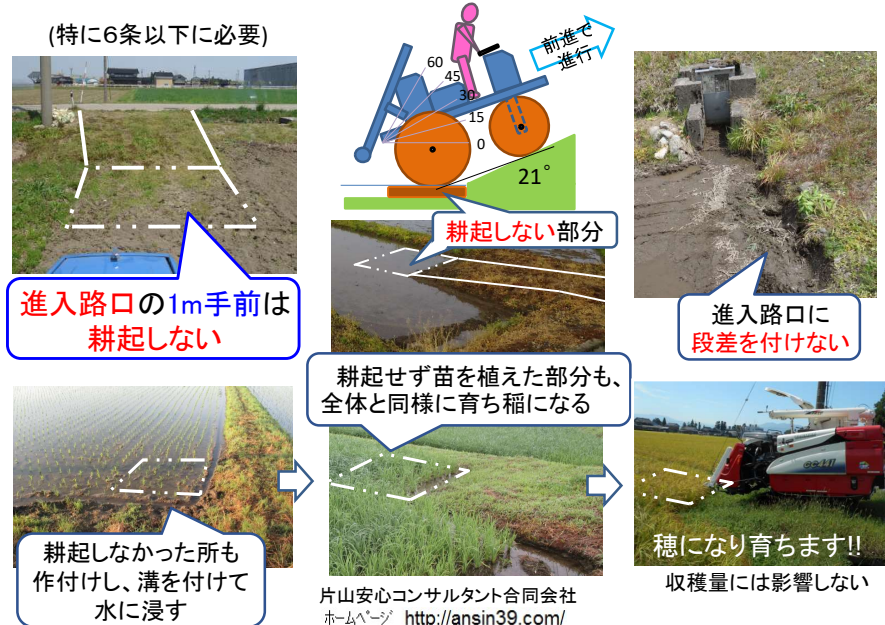 (特に6条以下に必要)
60
45
30
15
0
前進で
進行
21°
耕起しない部分
進入路口の1m手前は
耕起しない
進入路口に
段差を付けない
耕起せず苗を植えた部分も、
全体と同様に育ち稲になる
耕起しなかった所も
作付けし、溝を付けて
水に浸す
穂になり育ちます!!
収穫量には影響しない
片山安心コンサルタント合同会社
ホームページ http://ansin39.com/